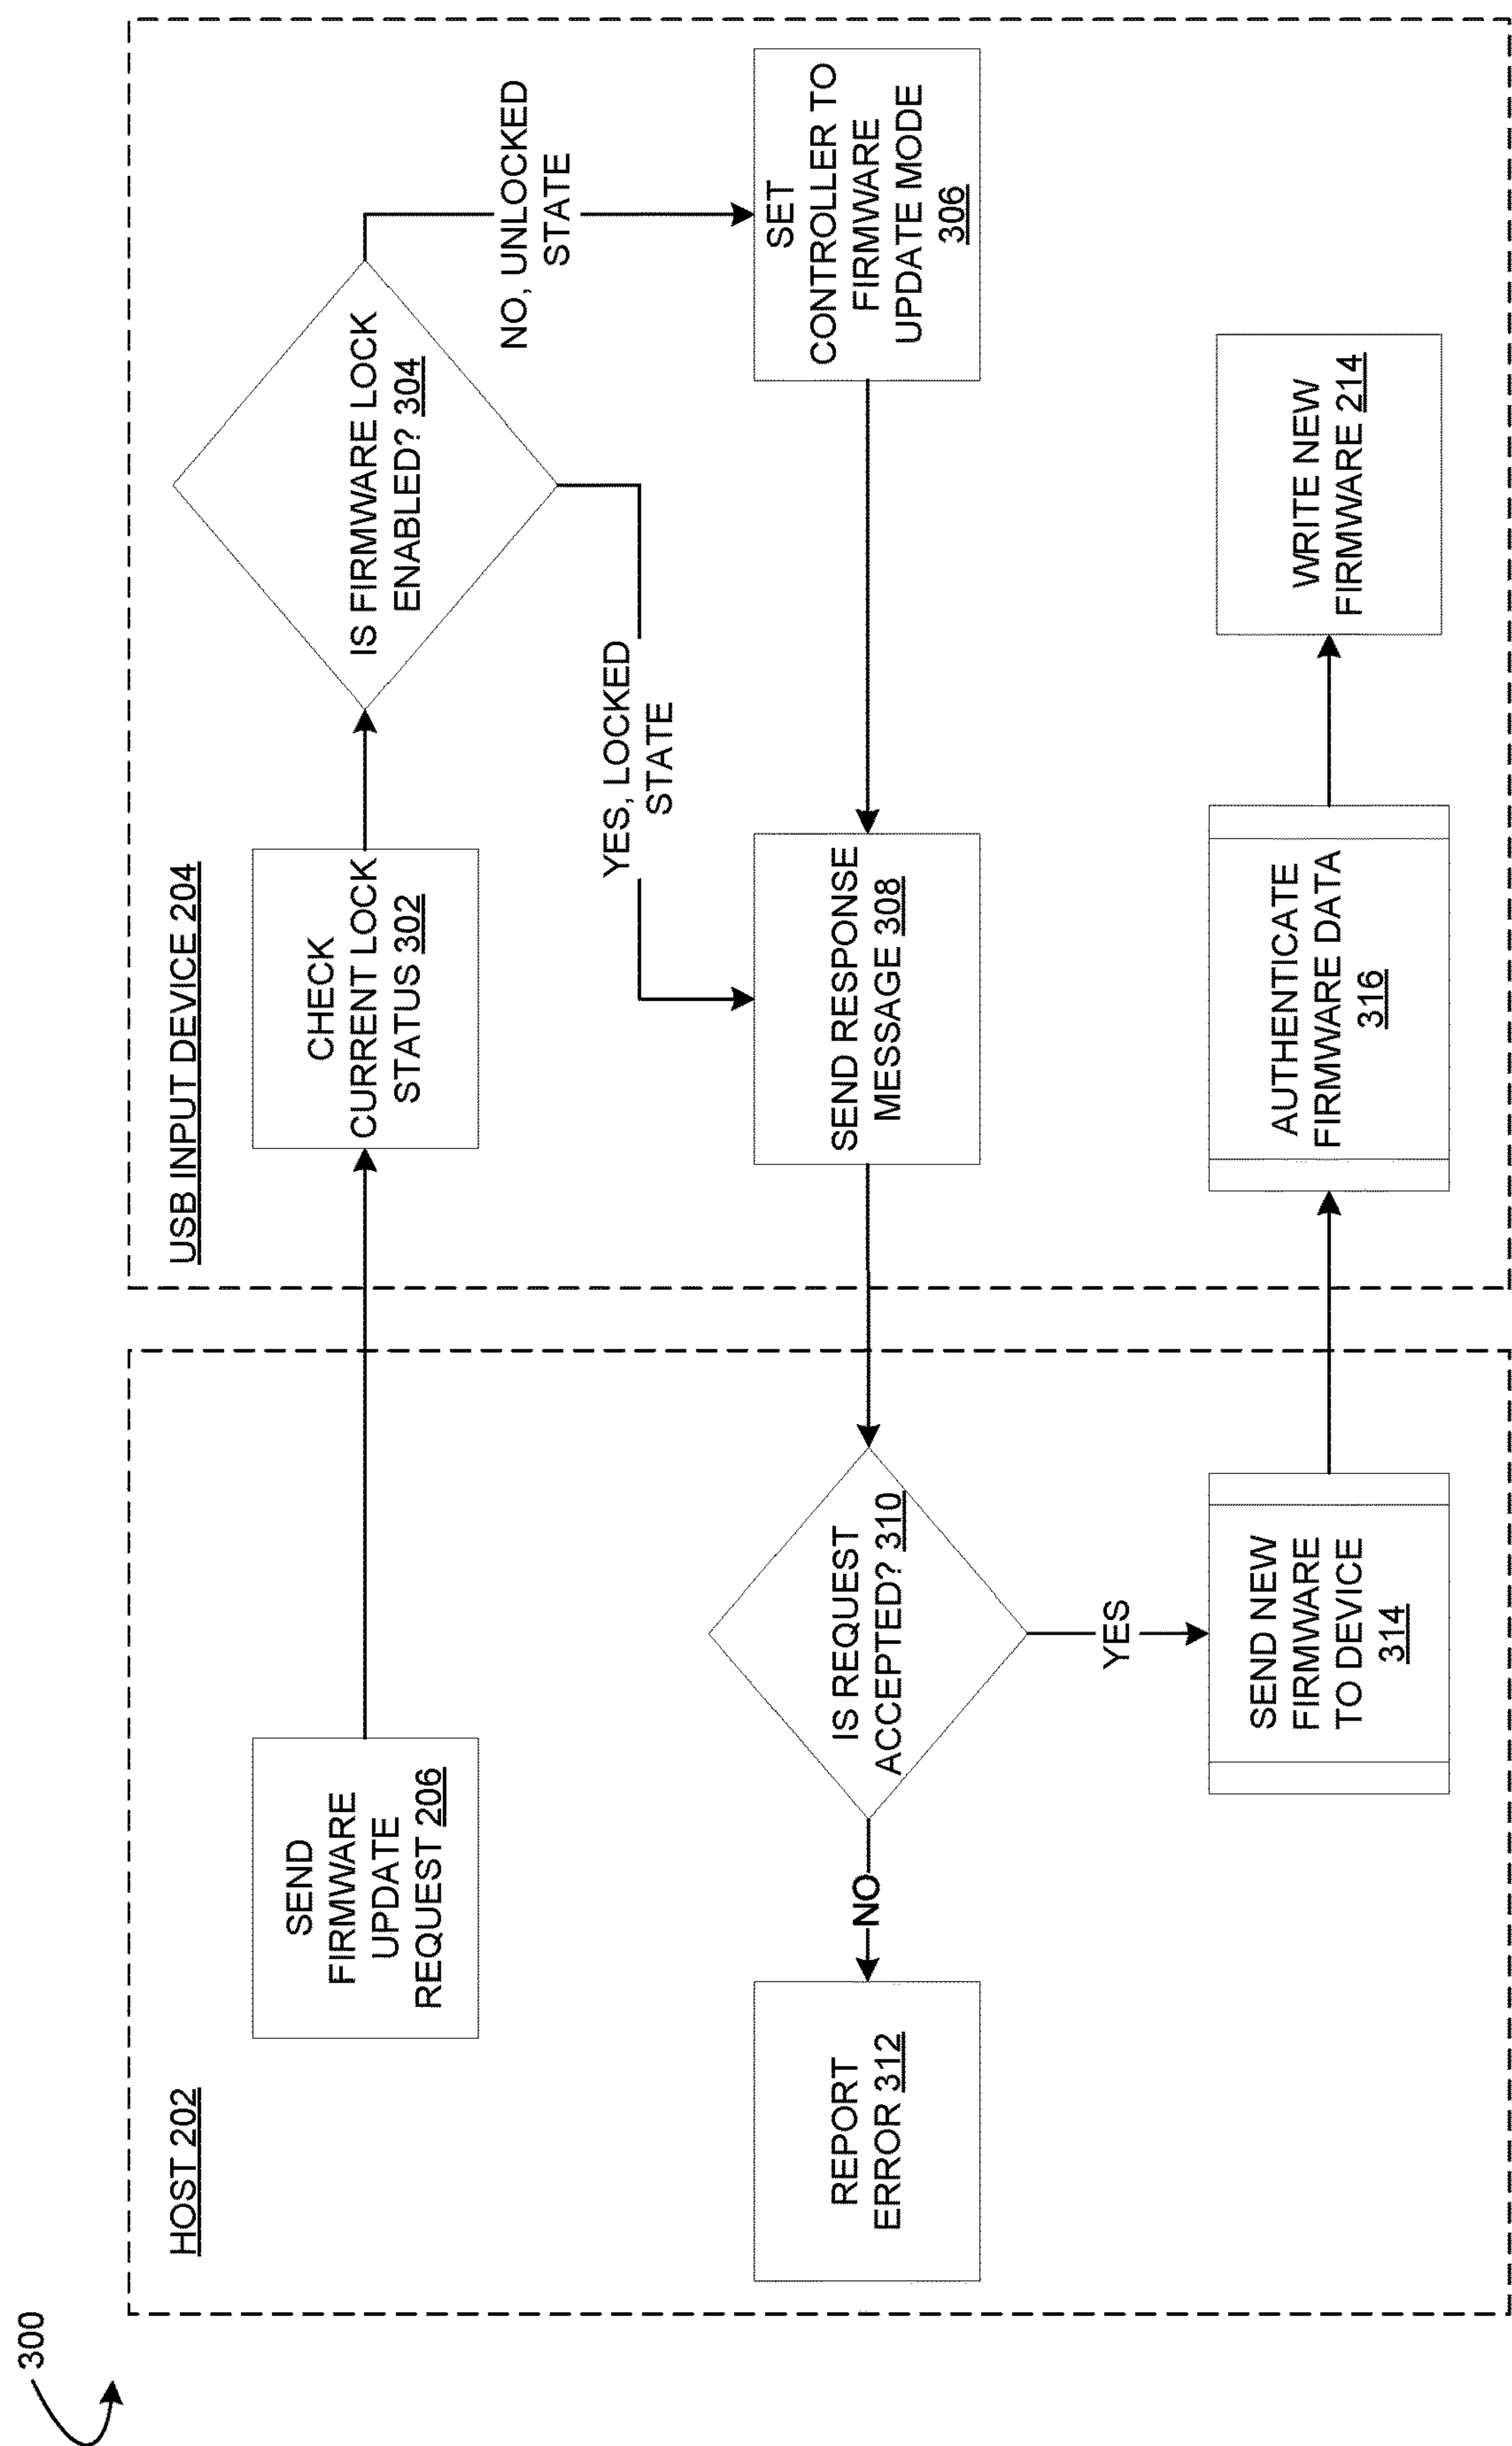 300
HOST 202
USB INPUT DEVICE 204
SEND
FIRMWARE
UPDATE
REQUEST 206
CHECK
CURRENT LOCK
STATUS 302
IS FIRMWARE LOCK
ENABLED? 304
NO, UNLOCKED
STATE
YES, LOCKED
STATE
SET
CONTROLLER TO
FIRMWARE
UPDATE MODE
306
SEND RESPONSE
MESSAGE 308
IS REQUEST
ACCEPTED? 310
NO
REPORT
ERROR 312
YES
SEND NEW
FIRMWARE
TO DEVICE
314
AUTHENTICATE
FIRMWARE DATA
316
WRITE NEW
FIRMWARE 214